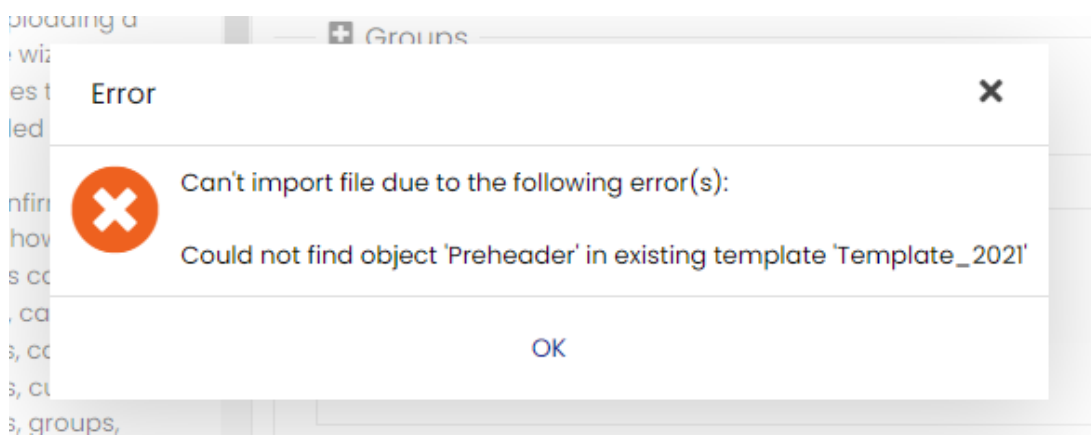 Groups
Error
Can't import file due to the following error(s):
Could not find object 'Preheader' in existing template 'Template_2021'
OK
s, groups,